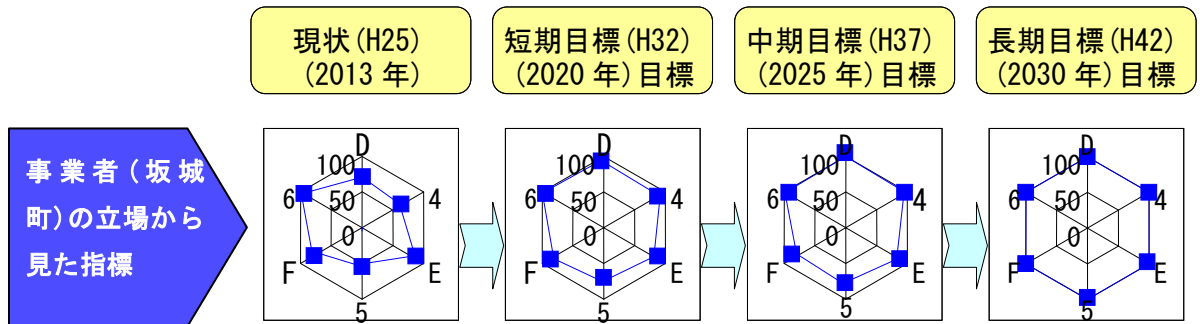 現状(H25)
(2013 年)
短期目標(H32)
(2020 年)目標
中期目標(H37)
(2025 年)目標
長期目標(H42)
(2030 年)目標
事業者(坂城
町)の立場から
見た指標
D
100
50
0
4
E
5
F
6
D
100
50
0
4
E
5
F
6
D
100
50
0
4
E
5
F
6
D
100
50
0
4
E
5
F
6